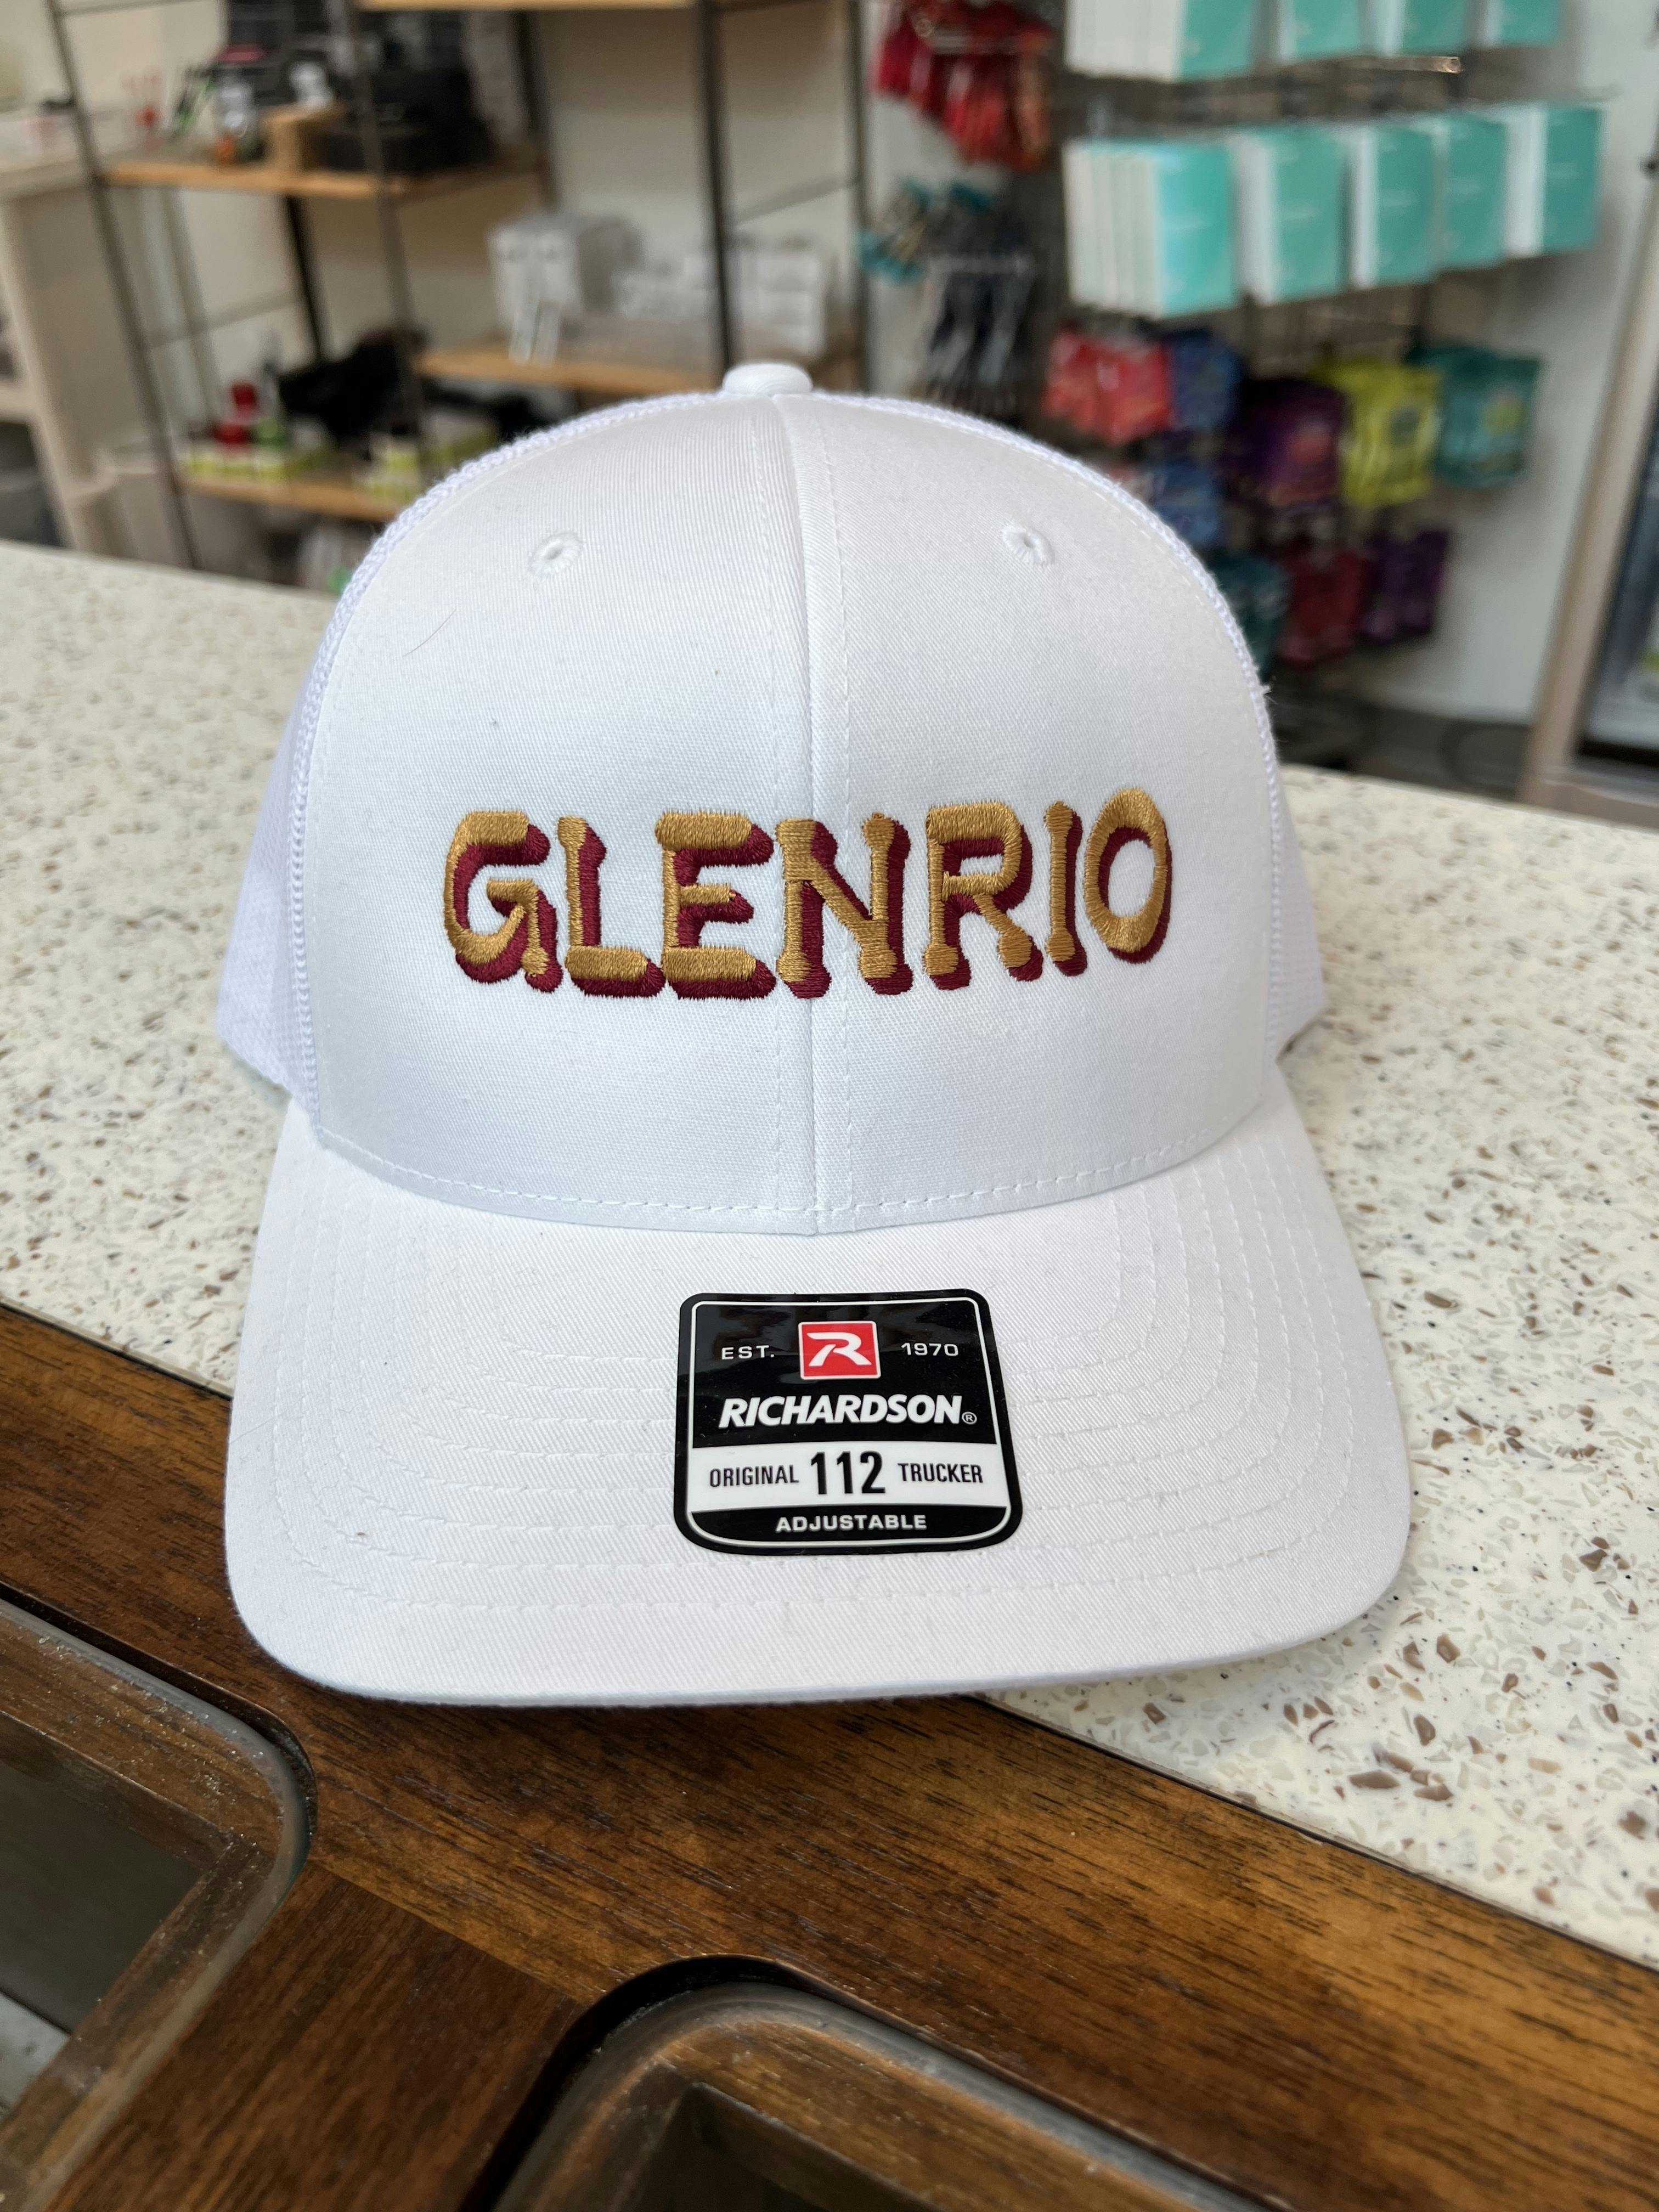 GLENRIO
EST. R 1970
RICHARDSON®
ORIGINAL 112 TRUCKER
ADJUSTABLE